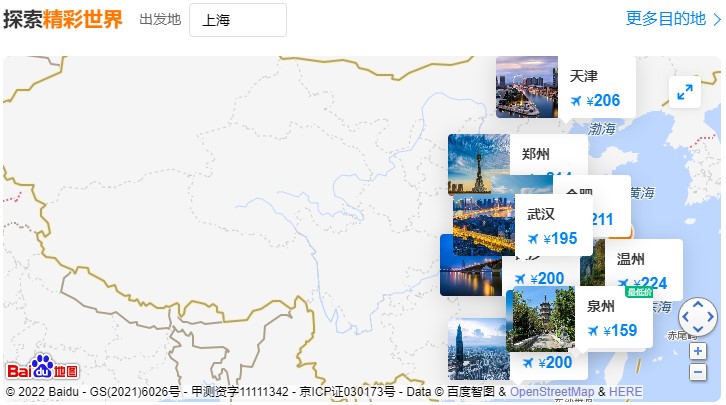 探索精彩世界 出发地 上海 更多目的地
天津
¥206
渤海
郑州
黄海
211
武汉
¥195
¥200
温州
¥224
最低价
泉州
¥159
赤尾屿
¥200
Bai du 地图
© 2022 Baidu - GS(2021)6026号 - 甲测资字11111342 - 京ICP证030173号 - Data © 百度智图 & OpenStreetMap & HERE